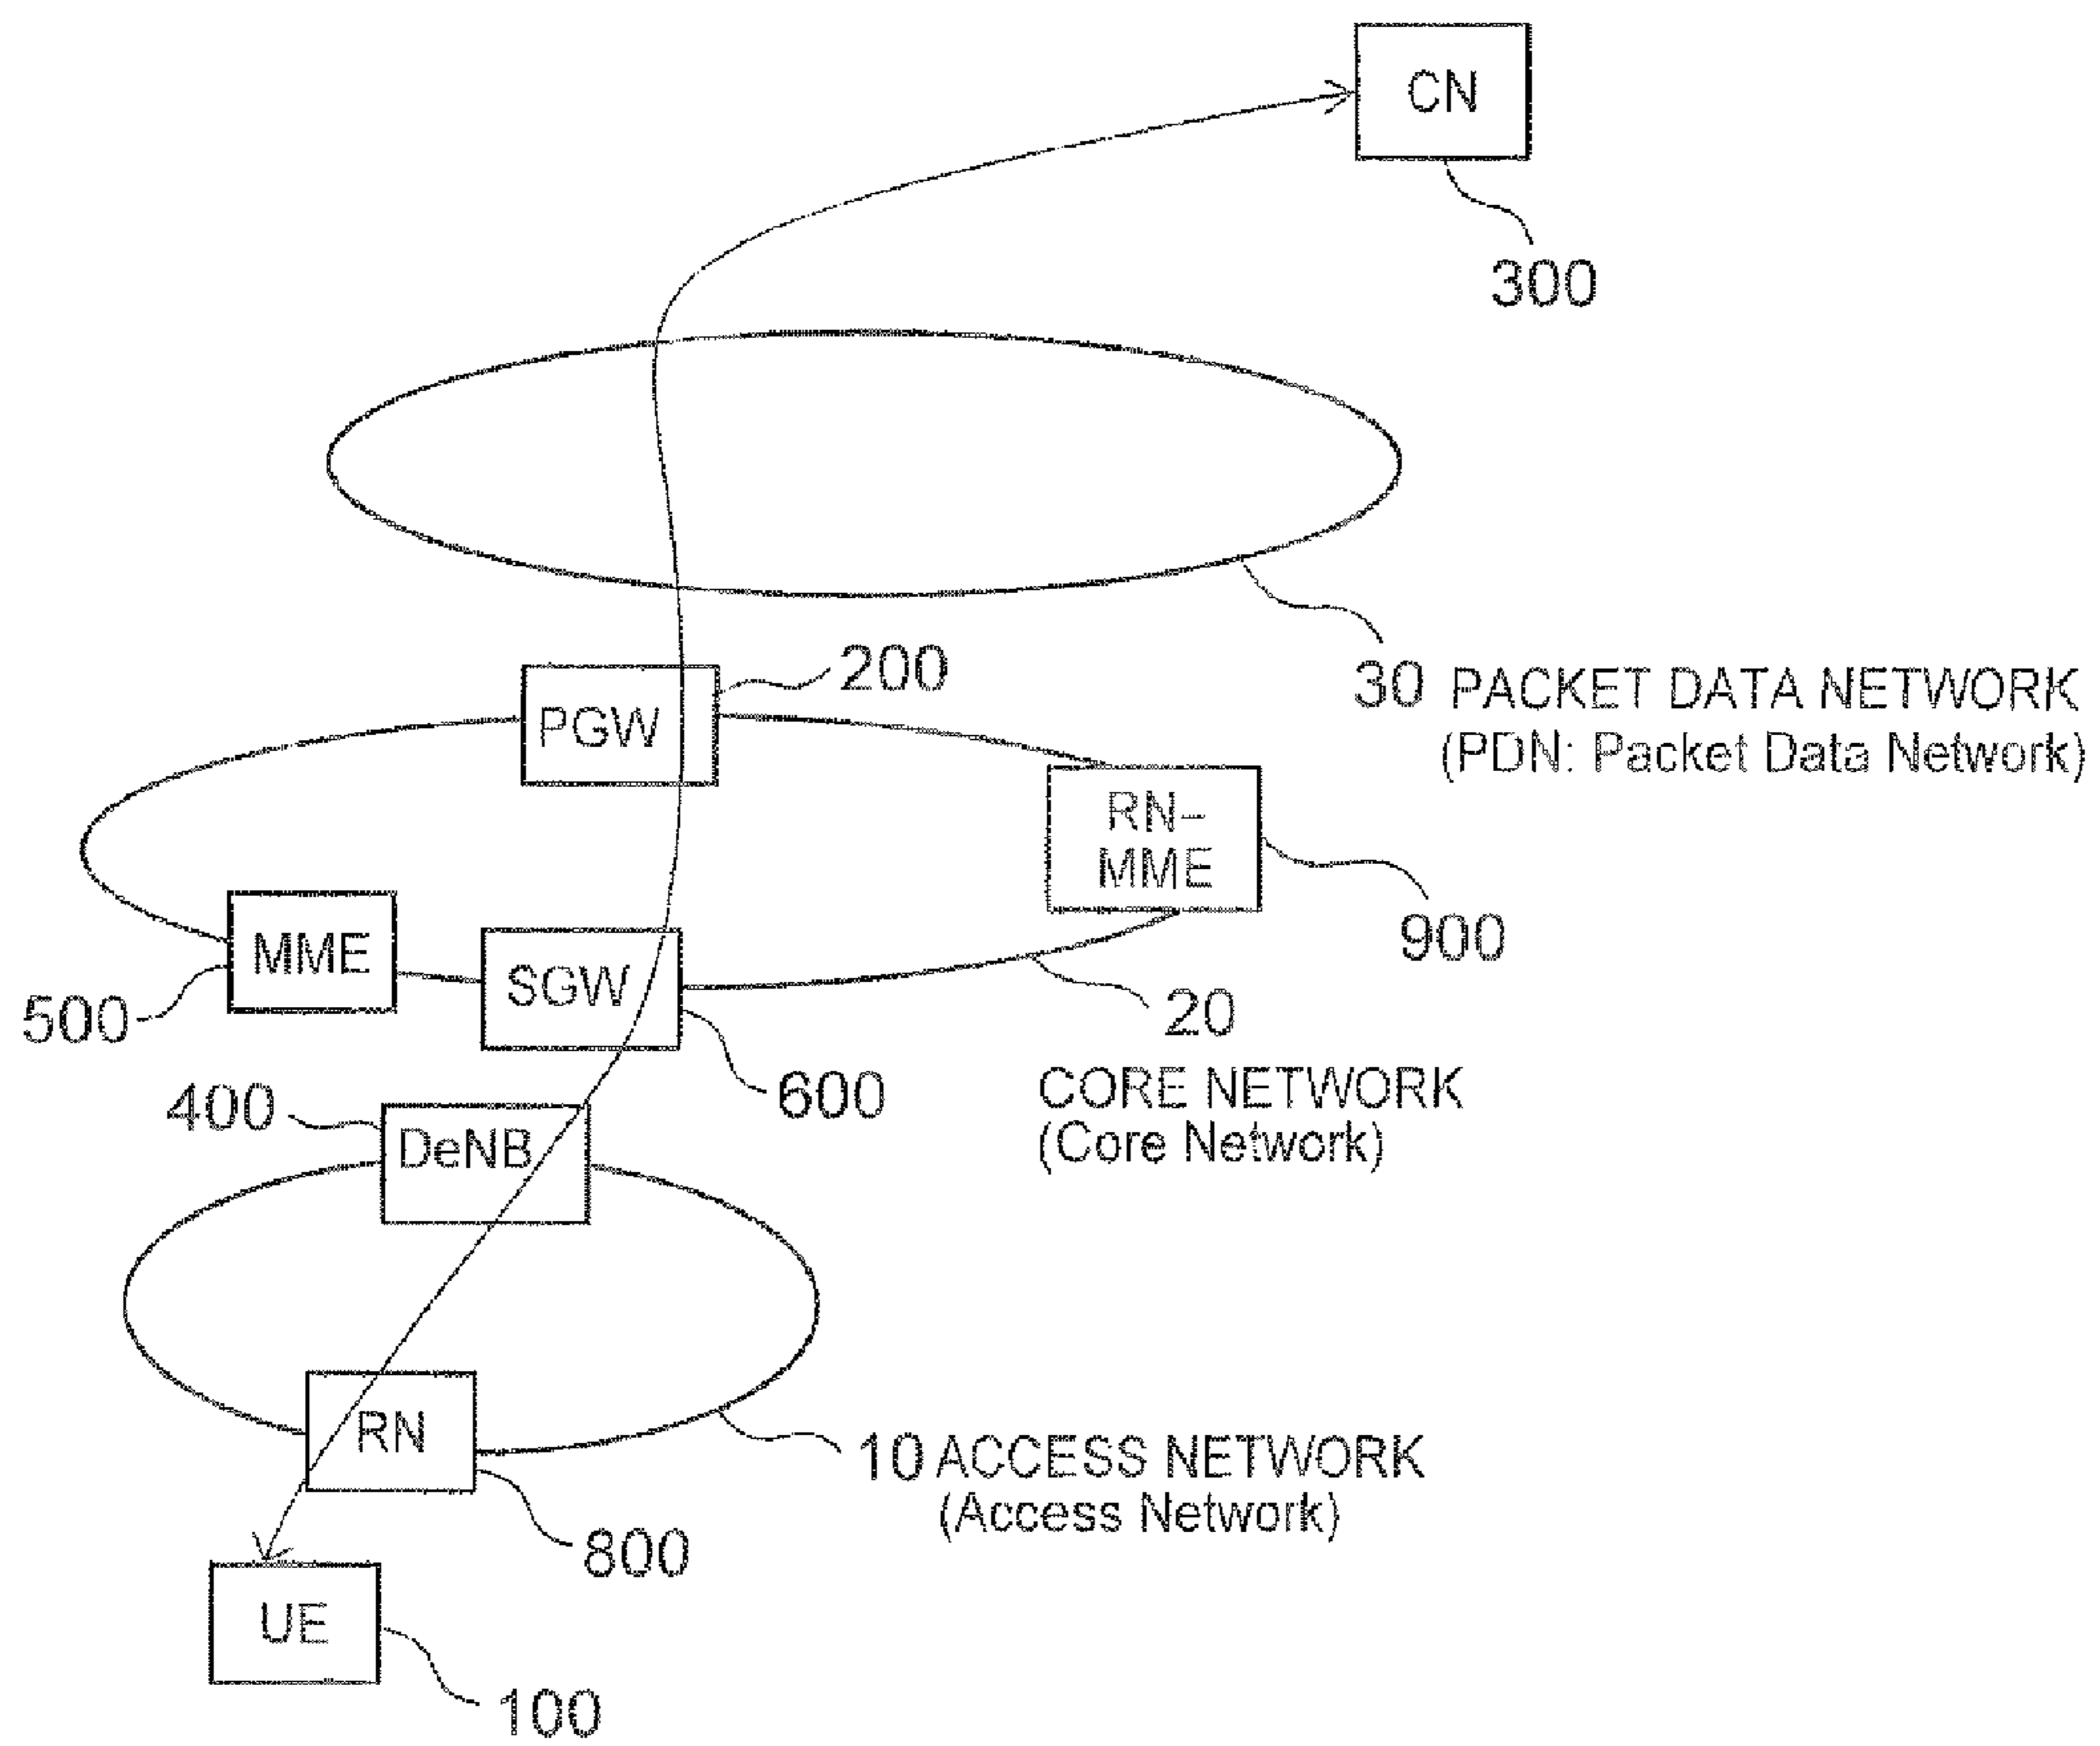 CN
300
200
PGW
30 PACKET DATA NETWORK
(PDN: Packet Data Network)
RN-
MME
900
MME
500
SGW
20
600
CORE NETWORK
(Core Network)
400
DeNB
RN
10 ACCESS NETWORK
(Access Network)
800
UE
100